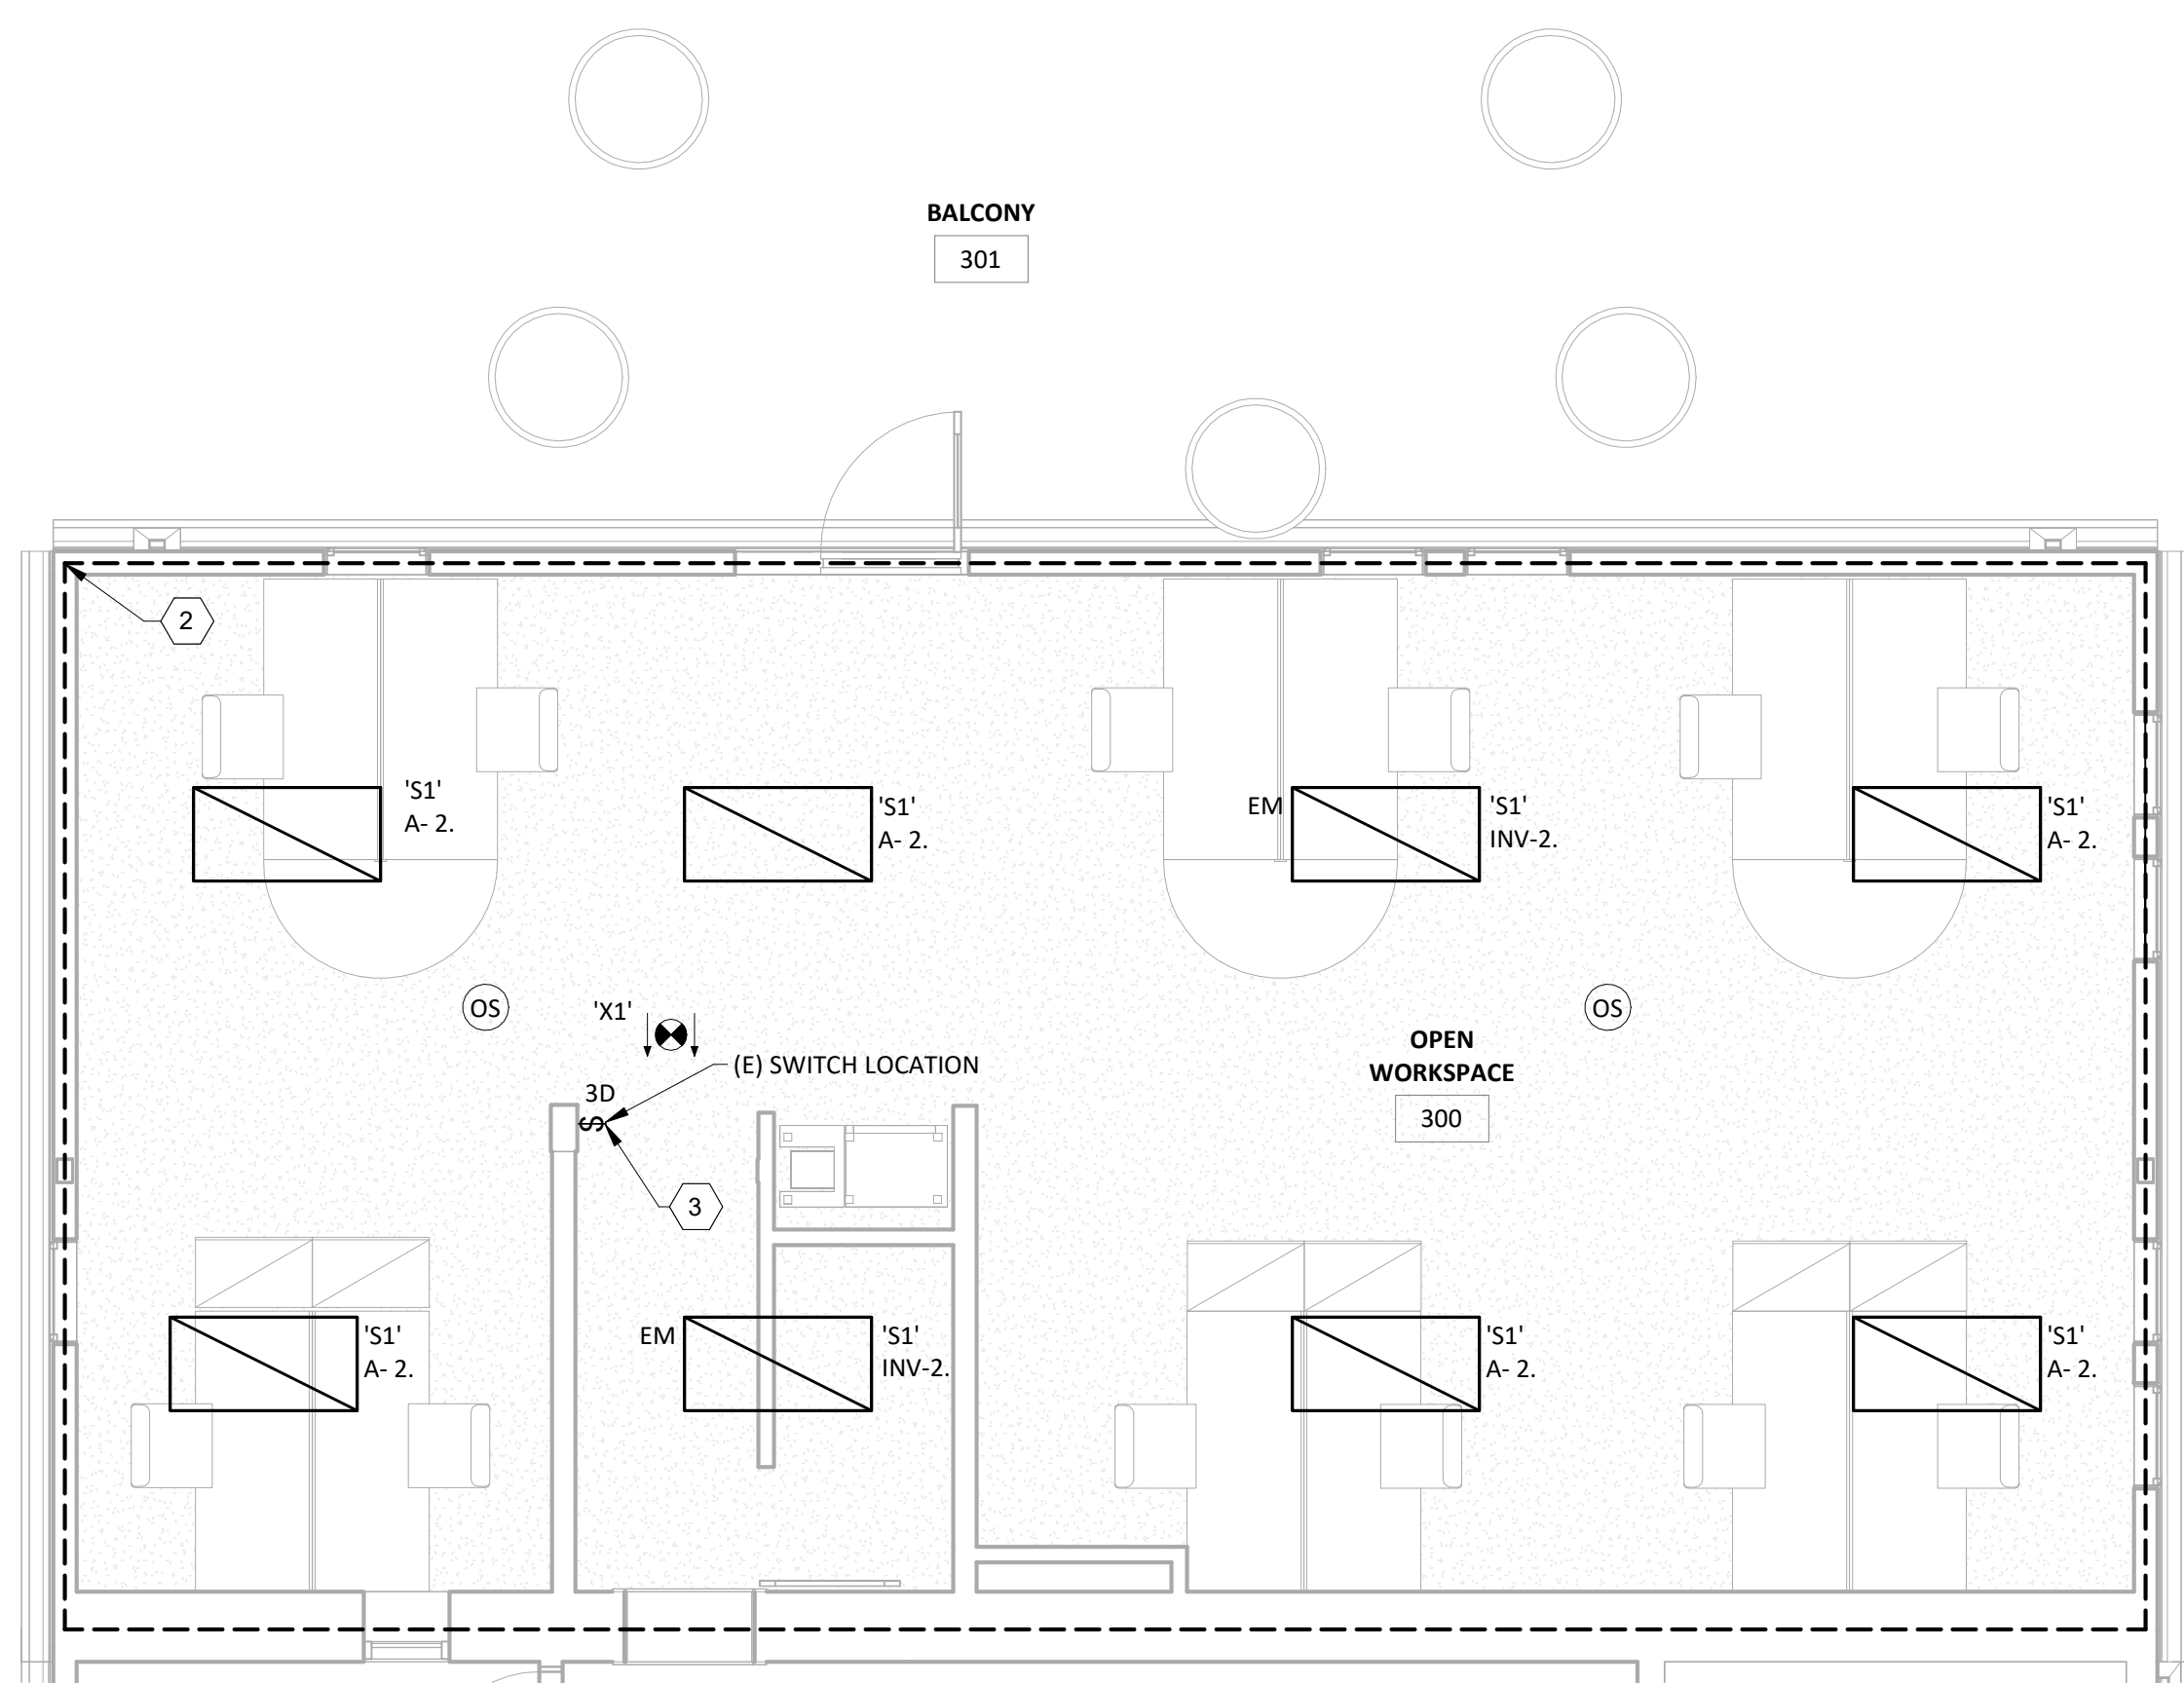 BALCONY
301
2
'S1'
A- 2.
'S1'
A- 2.
EM
'S1'
INV-2.
'S1'
A- 2.
OS
'X1'
OS
(E) SWITCH LOCATION
OPEN
WORKSPACE
300
3D
S
3
'S1'
A- 2.
EM
'S1'
INV-2.
'S1'
A- 2.
'S1'
A- 2.